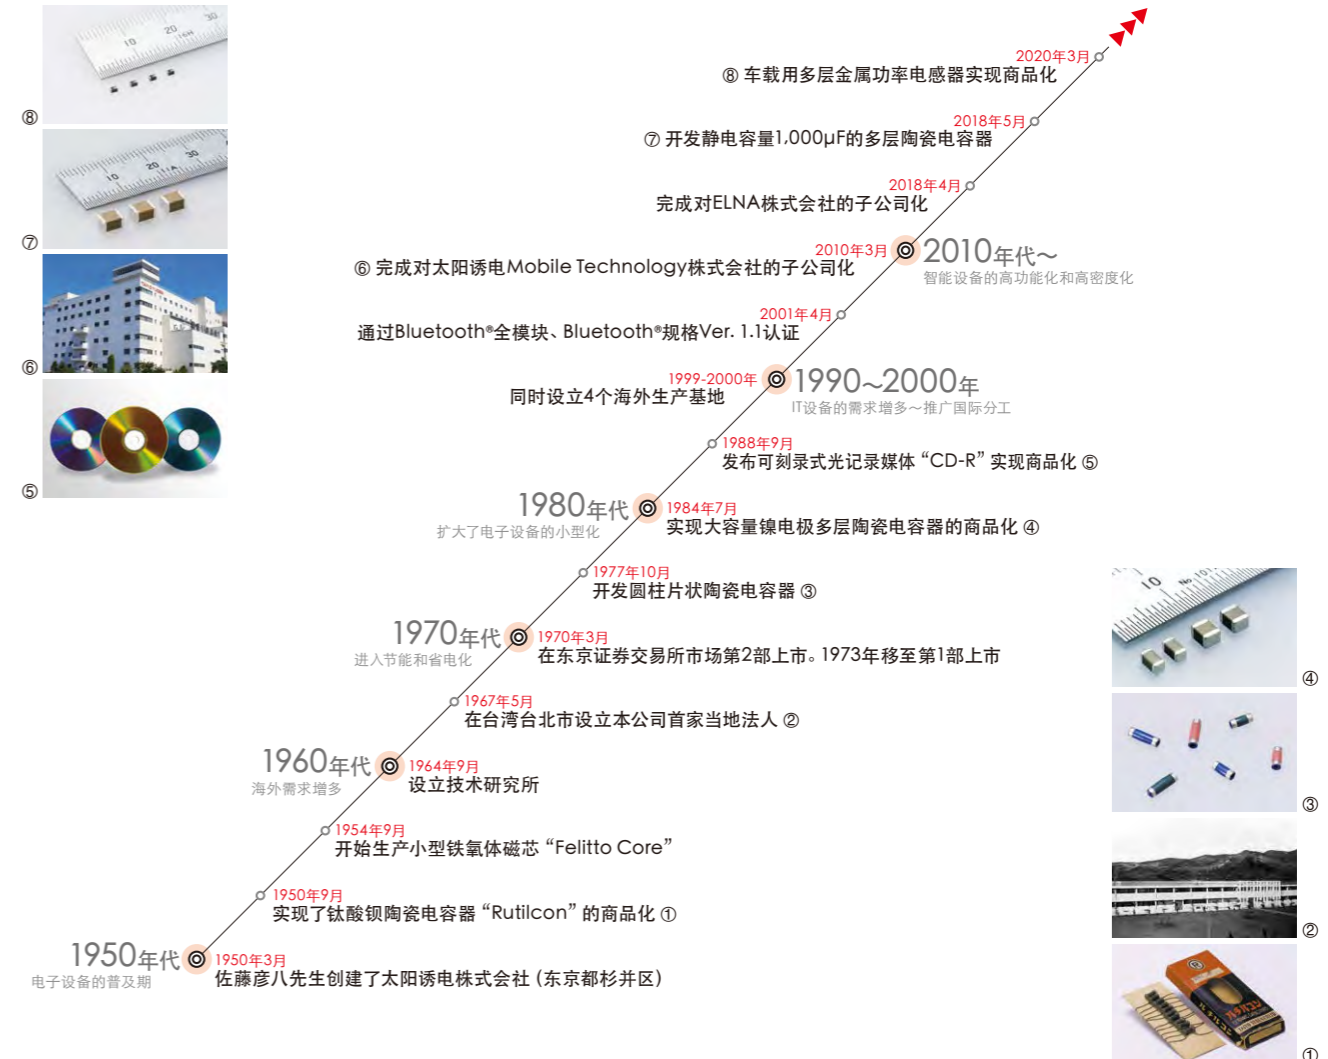 2020年3月
⑧ 车载用多层金属功率电感器实现商品化
2018年5月
⑦ 开发静电容量1,000μF的多层陶瓷电容器
2018年4月
完成对ELNA株式会社的子公司化
2010年3月
2010年代～
⑥ 完成对太阳诱电Mobile Technology株式会社的子公司化
智能设备的高功能化和高密度化
2001年4月
通过Bluetooth®全模块、Bluetooth®规格Ver. 1.1认证
1999-2000年
1990～2000年
同时设立4个海外生产基地
IT设备的需求增多～推广国际分工
1988年9月
发布可刻录式光记录媒体 “CD-R” 实现商品化 ⑤
1980年代
扩大了电子设备的小型化
1984年7月
实现大容量镍电极多层陶瓷电容器的商品化 ④
1977年10月
开发圆柱片状陶瓷电容器 ③
1970年代
进入节能和省电化
1970年3月
在东京证券交易所市场第2部上市。1973年移至第1部上市
1967年5月
在台湾台北市设立本公司首家当地法人 ②
1960年代
海外需求增多
1964年9月
设立技术研究所
1954年9月
开始生产小型铁氧体磁芯 “Felitto Core”
1950年9月
实现了钛酸钡陶瓷电容器 “Rutilcon” 的商品化 ①
1950年代
电子设备的普及期
1950年3月
佐藤彦八先生创建了太阳诱电株式会社 (东京都杉并区)
10 20 30
⑧
10 20 30
⑦
⑥
⑤
10
④
③
②
①